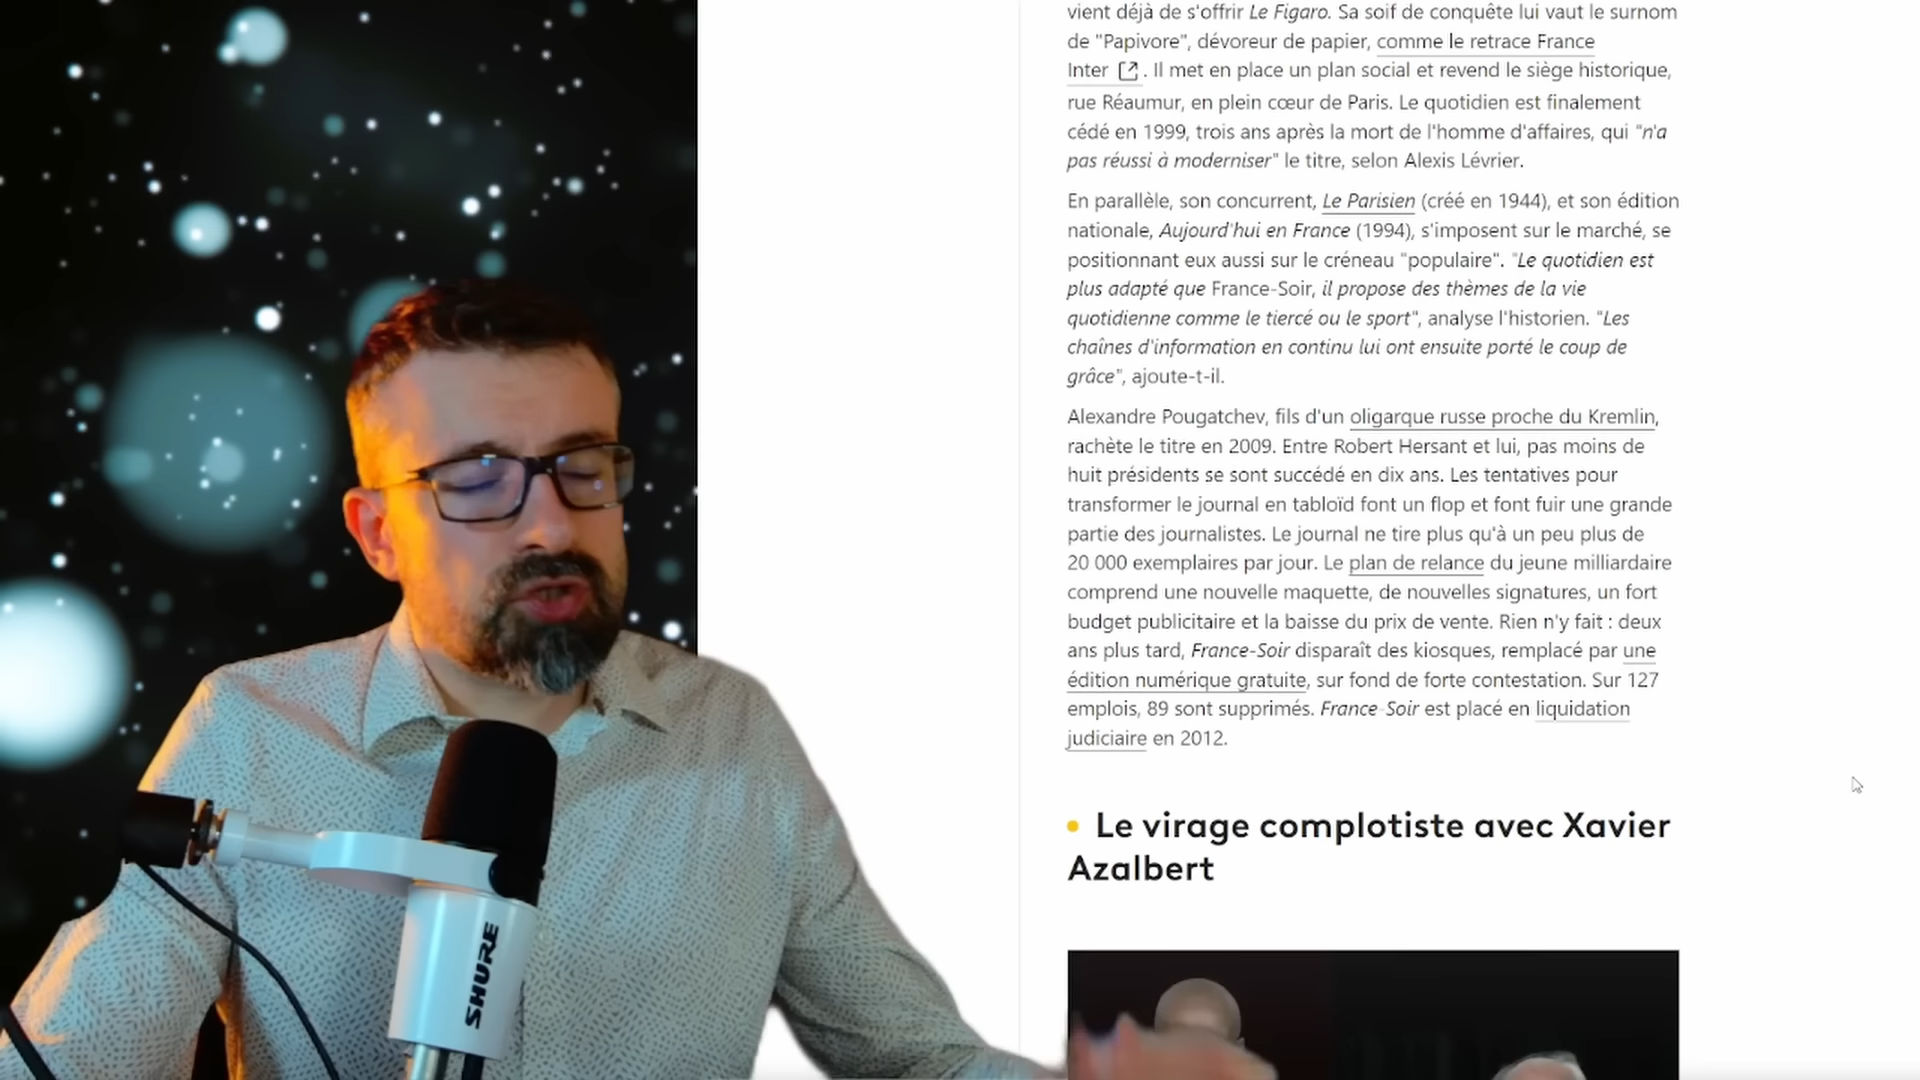 vient déjà de s'offrir Le Figaro. Sa soif de conquête lui vaut le surnom
de "Papivore", dévoreur de papier, comme le retrace France
Inter . Il met en place un plan social et revend le siège historique,
rue Réaumur, en plein cœur de Paris. Le quotidien est finalement
cédé en 1999, trois ans après la mort de l'homme d'affaires, qui "n'a
pas réussi à moderniser" le titre, selon Alexis Lévrier.
En parallèle, son concurrent, Le Parisien (créé en 1944), et son édition
nationale, Aujourd'hui en France (1994), s'imposent sur le marché, se
positionnant eux aussi sur le créneau "populaire". "Le quotidien est
plus adapté que France-Soir, il propose des thèmes de la vie
quotidienne comme le tiercé ou le sport", analyse l'historien. "Les
chaînes d'information en continu lui ont ensuite porté le coup de
grâce", ajoute-t-il.
Alexandre Pougatchev, fils d'un oligarque russe proche du Kremlin,
rachète le titre en 2009. Entre Robert Hersant et lui, pas moins de
huit présidents se sont succédé en dix ans. Les tentatives pour
transformer le journal en tabloïd font un flop et font fuir une grande
partie des journalistes. Le journal ne tire plus qu'à un peu plus de
20 000 exemplaires par jour. Le plan de relance du jeune milliardaire
comprend une nouvelle maquette, de nouvelles signatures, un fort
budget publicitaire et la baisse du prix de vente. Rien n'y fait : deux
ans plus tard, France-Soir disparaît des kiosques, remplacé par une
édition numérique gratuite, sur fond de forte contestation. Sur 127
emplois, 89 sont supprimés. France-Soir est placé en liquidation
judiciaire en 2012.
Le virage complotiste avec Xavier
Azalbert
SHURE